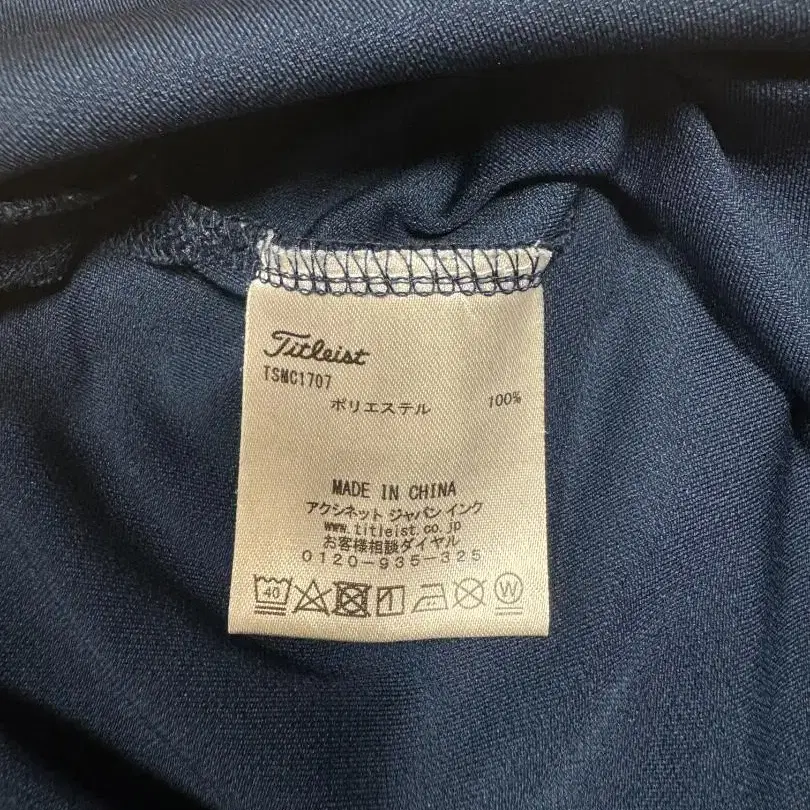 Titleist
TSMC1707
ポリエステル 100%
MADE IN CHINA
アクシネット ジャパン インク
www.titleist.co.jp
お客様相談ダイヤル
0120-935-325
40
W